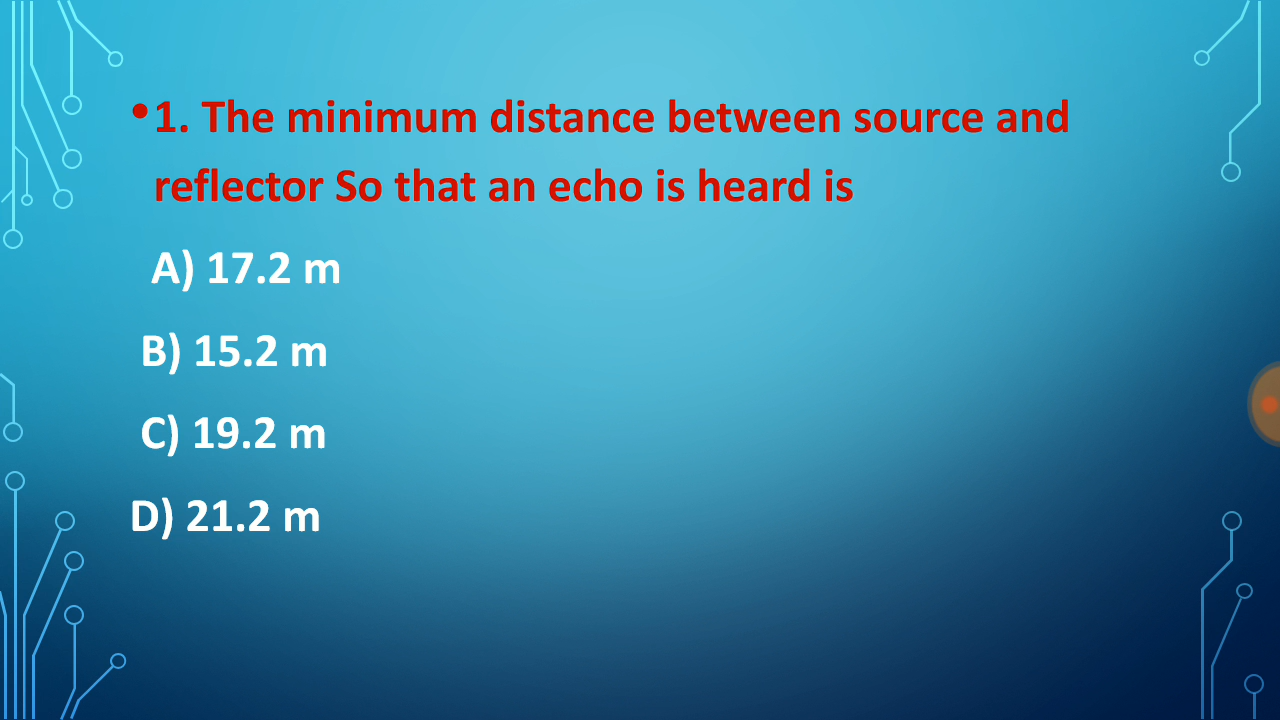 •1. The minimum distance between source and
reflector So that an echo is heard is
A) 17.2 m
B) 15.2 m
C) 19.2 m
D) 21.2 m